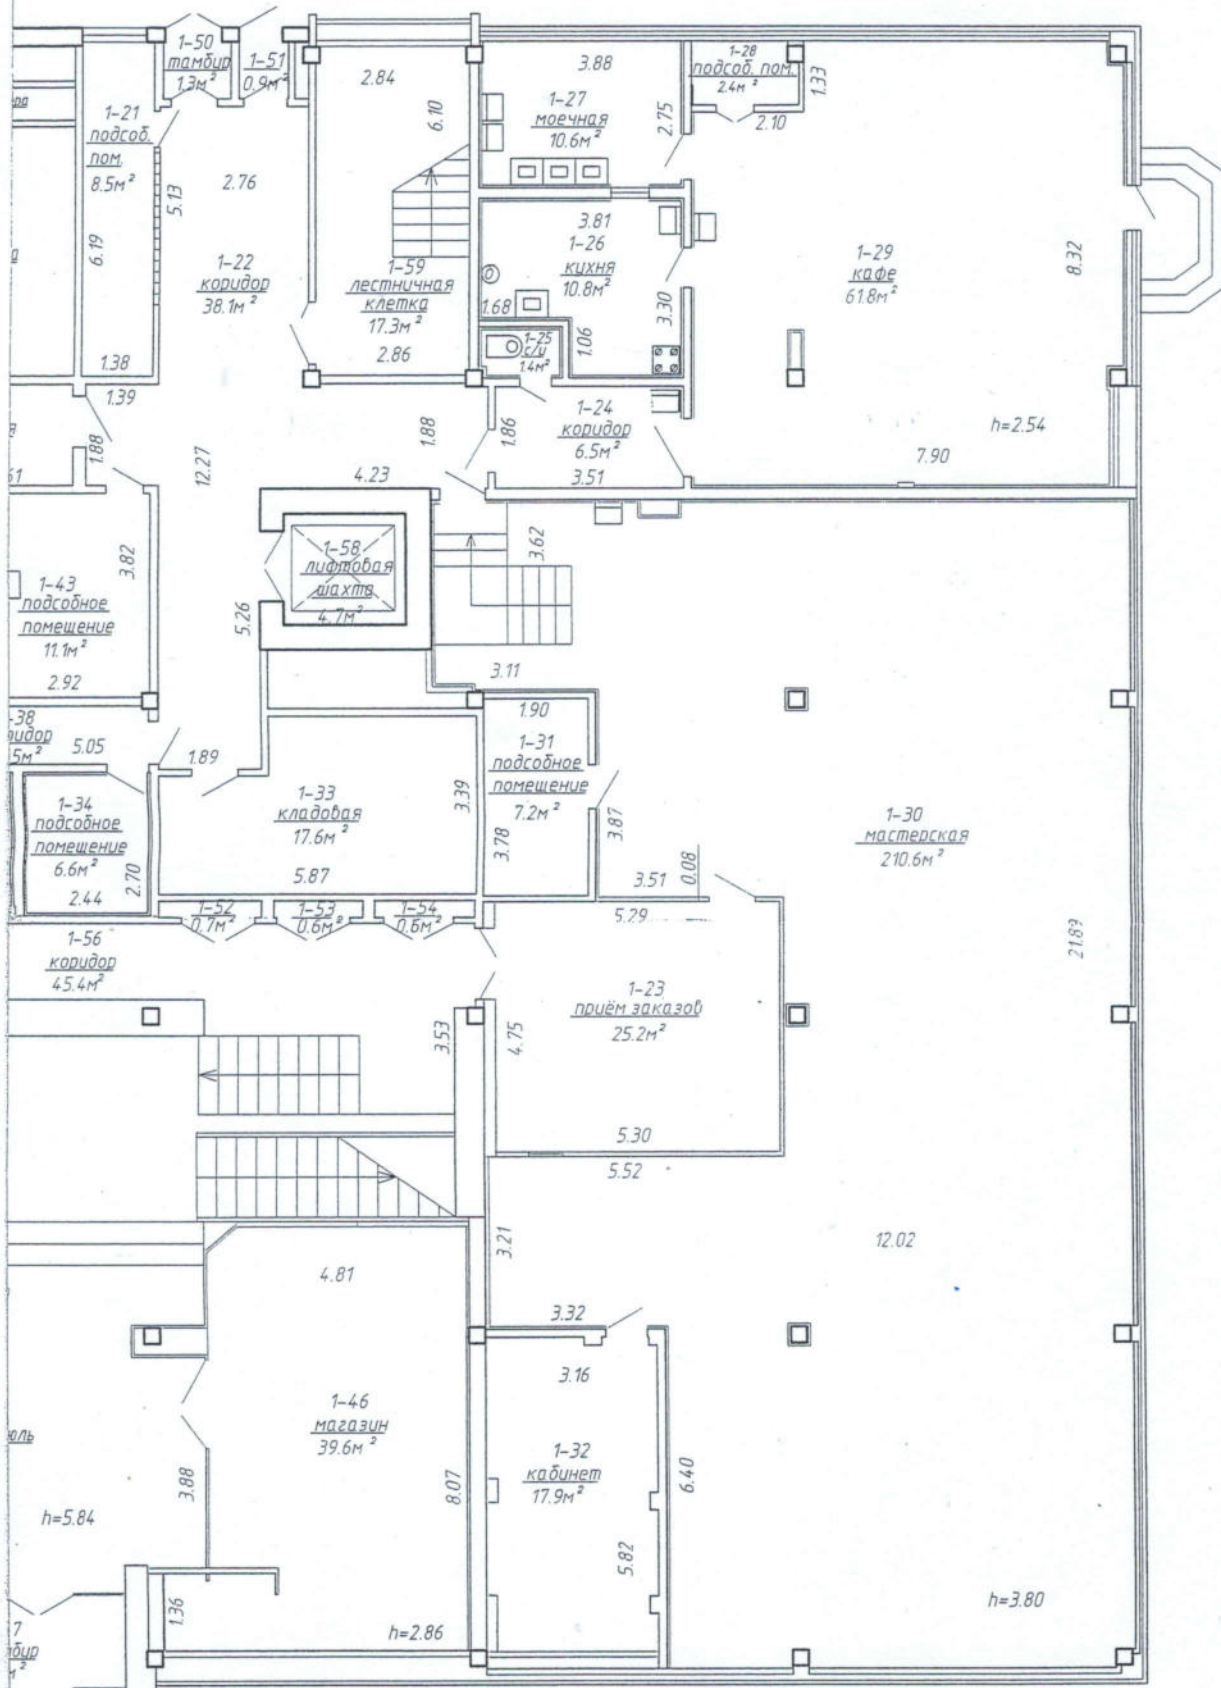 1-50
тамбур
1.3м²
1-51
0.9м²
2.84
6.10
3.88
1-27
моечная
10.6м²
2.75
1-28
подсоб. пом.
2.4м²
1.33
2.10
ра
1-21
подсоб.
пом.
8.5м²
5.13
6.19
1.38
2.76
1-22
коридор
38.1м²
1-59
лестничная
клетка
17.3м²
2.86
3.81
1-26
кухня
10.8м²
1.68
3.30
1.06
1-25
с/у
1.4м²
1-29
кафе
61.8м²
8.32
h=2.54
7.90
1.39
1.88
12.27
1.88
4.23
1.86
1-24
коридор
6.5м²
3.51
1-58
лифтовая
шахта
4.7м²
5.26
3.62
3.11
3.82
1-43
подсобное
помещение
11.1м²
2.92
-38
ридор
5м²
5.05
1.89
1-34
подсобное
помещение
6.6м²
2.70
2.44
1-33
кладовая
17.6м²
3.39
5.87
1.90
1-31
подсобное
помещение
7.2м²
3.78
3.87
3.51
0.08
1-30
мастерская
210.6м²
21.89
1-52
0.7м²
1-53
0.6м²
1-54
0.6м²
1-56
коридор
45.4м²
3.53
5.29
1-23
приём заказов
25.2м²
4.75
5.30
5.52
3.21
12.02
3.32
4.81
1-46
магазин
39.6м²
3.88
8.07
1.36
h=2.86
оль
h=5.84
3.16
1-32
кабинет
17.9м²
5.82
6.40
h=3.80
7
мбур